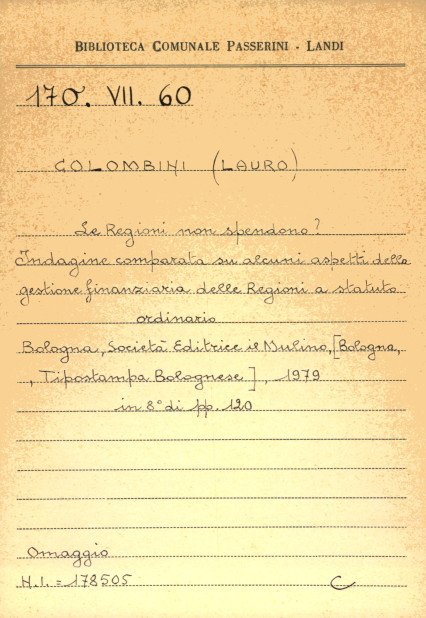 BIBLIOTECA COMUNALE PASSERINI - LANDI
170. VII. 60
COLOMBINI (LAURO)
Le Regioni non spendono?
Indagine comparata su alcuni aspetti della
gestione finanziaria delle Regioni a statuto
ordinario
Bologna, Società Editrice il Mulino, [Bologna,
, Tipostampa Bolognese], 1979
in 8° di pp. 120
Omaggio
N.I. = 178505 C